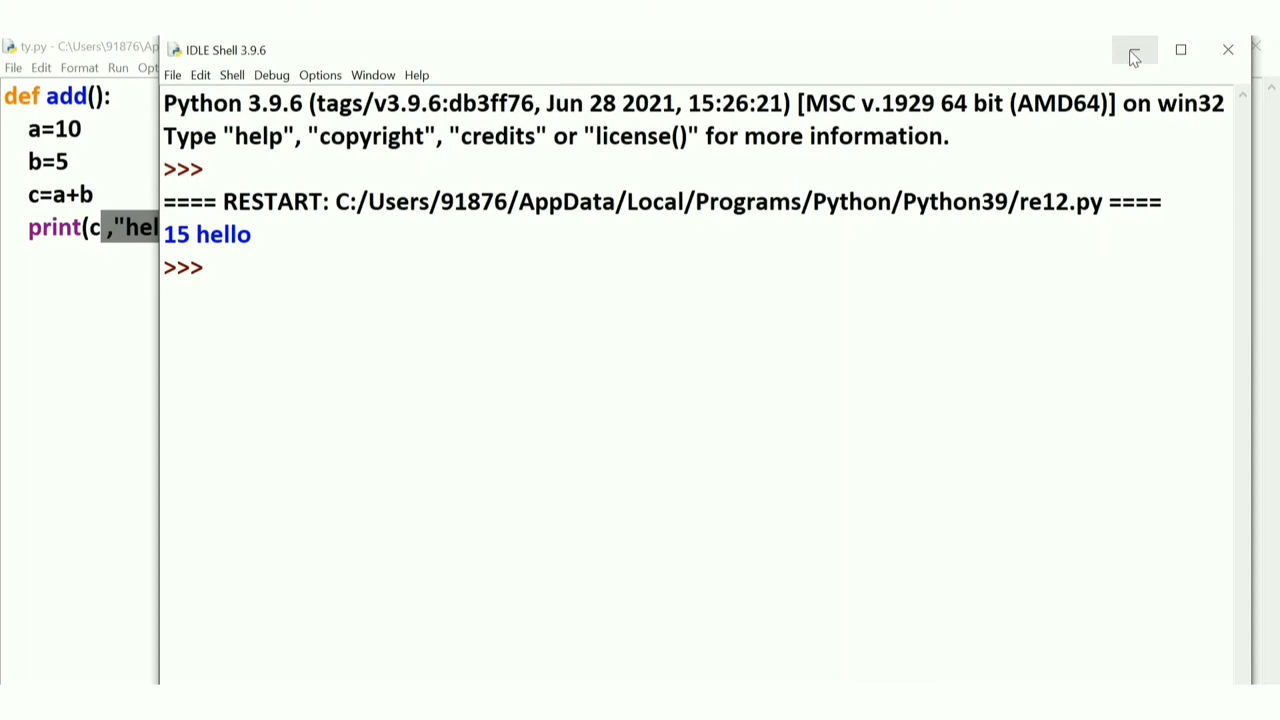 ty.py - C:\Users\91876\Ap
File Edit Format Run Opt
def add():
a=10
b=5
c=a+b
print(c ,"hel
IDLE Shell 3.9.6
File Edit Shell Debug Options Window Help
Python 3.9.6 (tags/v3.9.6:db3ff76, Jun 28 2021, 15:26:21) [MSC v.1929 64 bit (AMD64)] on win32
Type "help", "copyright", "credits" or "license()" for more information.
>>>
==== RESTART: C:/Users/91876/AppData/Local/Programs/Python/Python39/re12.py ====
15 hello
>>>